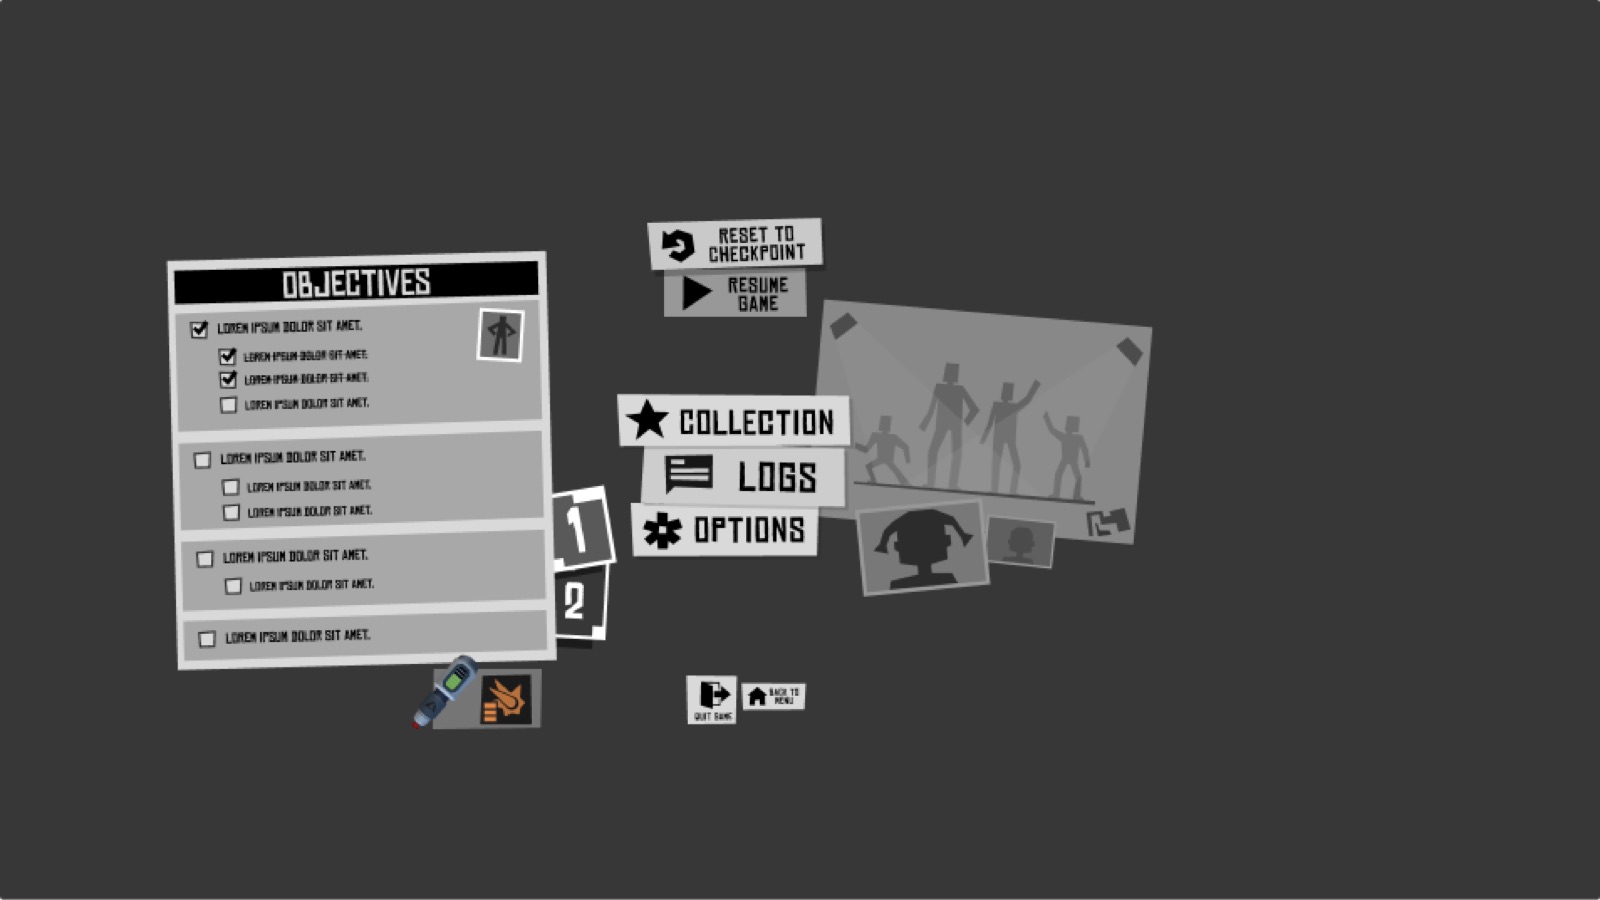 OBJECTIVES
LOREM IPSUM DOLOR SIT AMET.
LOREM IPSUM DOLOR SIT AMET.
LOREM IPSUM DOLOR SIT AMET.
LOREM IPSUM DOLOR SIT AMET.
LOREM IPSUM DOLOR SIT AMET.
LOREM IPSUM DOLOR SIT AMET.
LOREM IPSUM DOLOR SIT AMET.
LOREM IPSUM DOLOR SIT AMET.
LOREM IPSUM DOLOR SIT AMET.
LOREM IPSUM DOLOR SIT AMET.
1
2
RESET TO
CHECKPOINT
RESUME
GAME
COLLECTION
LOGS
OPTIONS
QUIT GAME
BACK TO
MENU